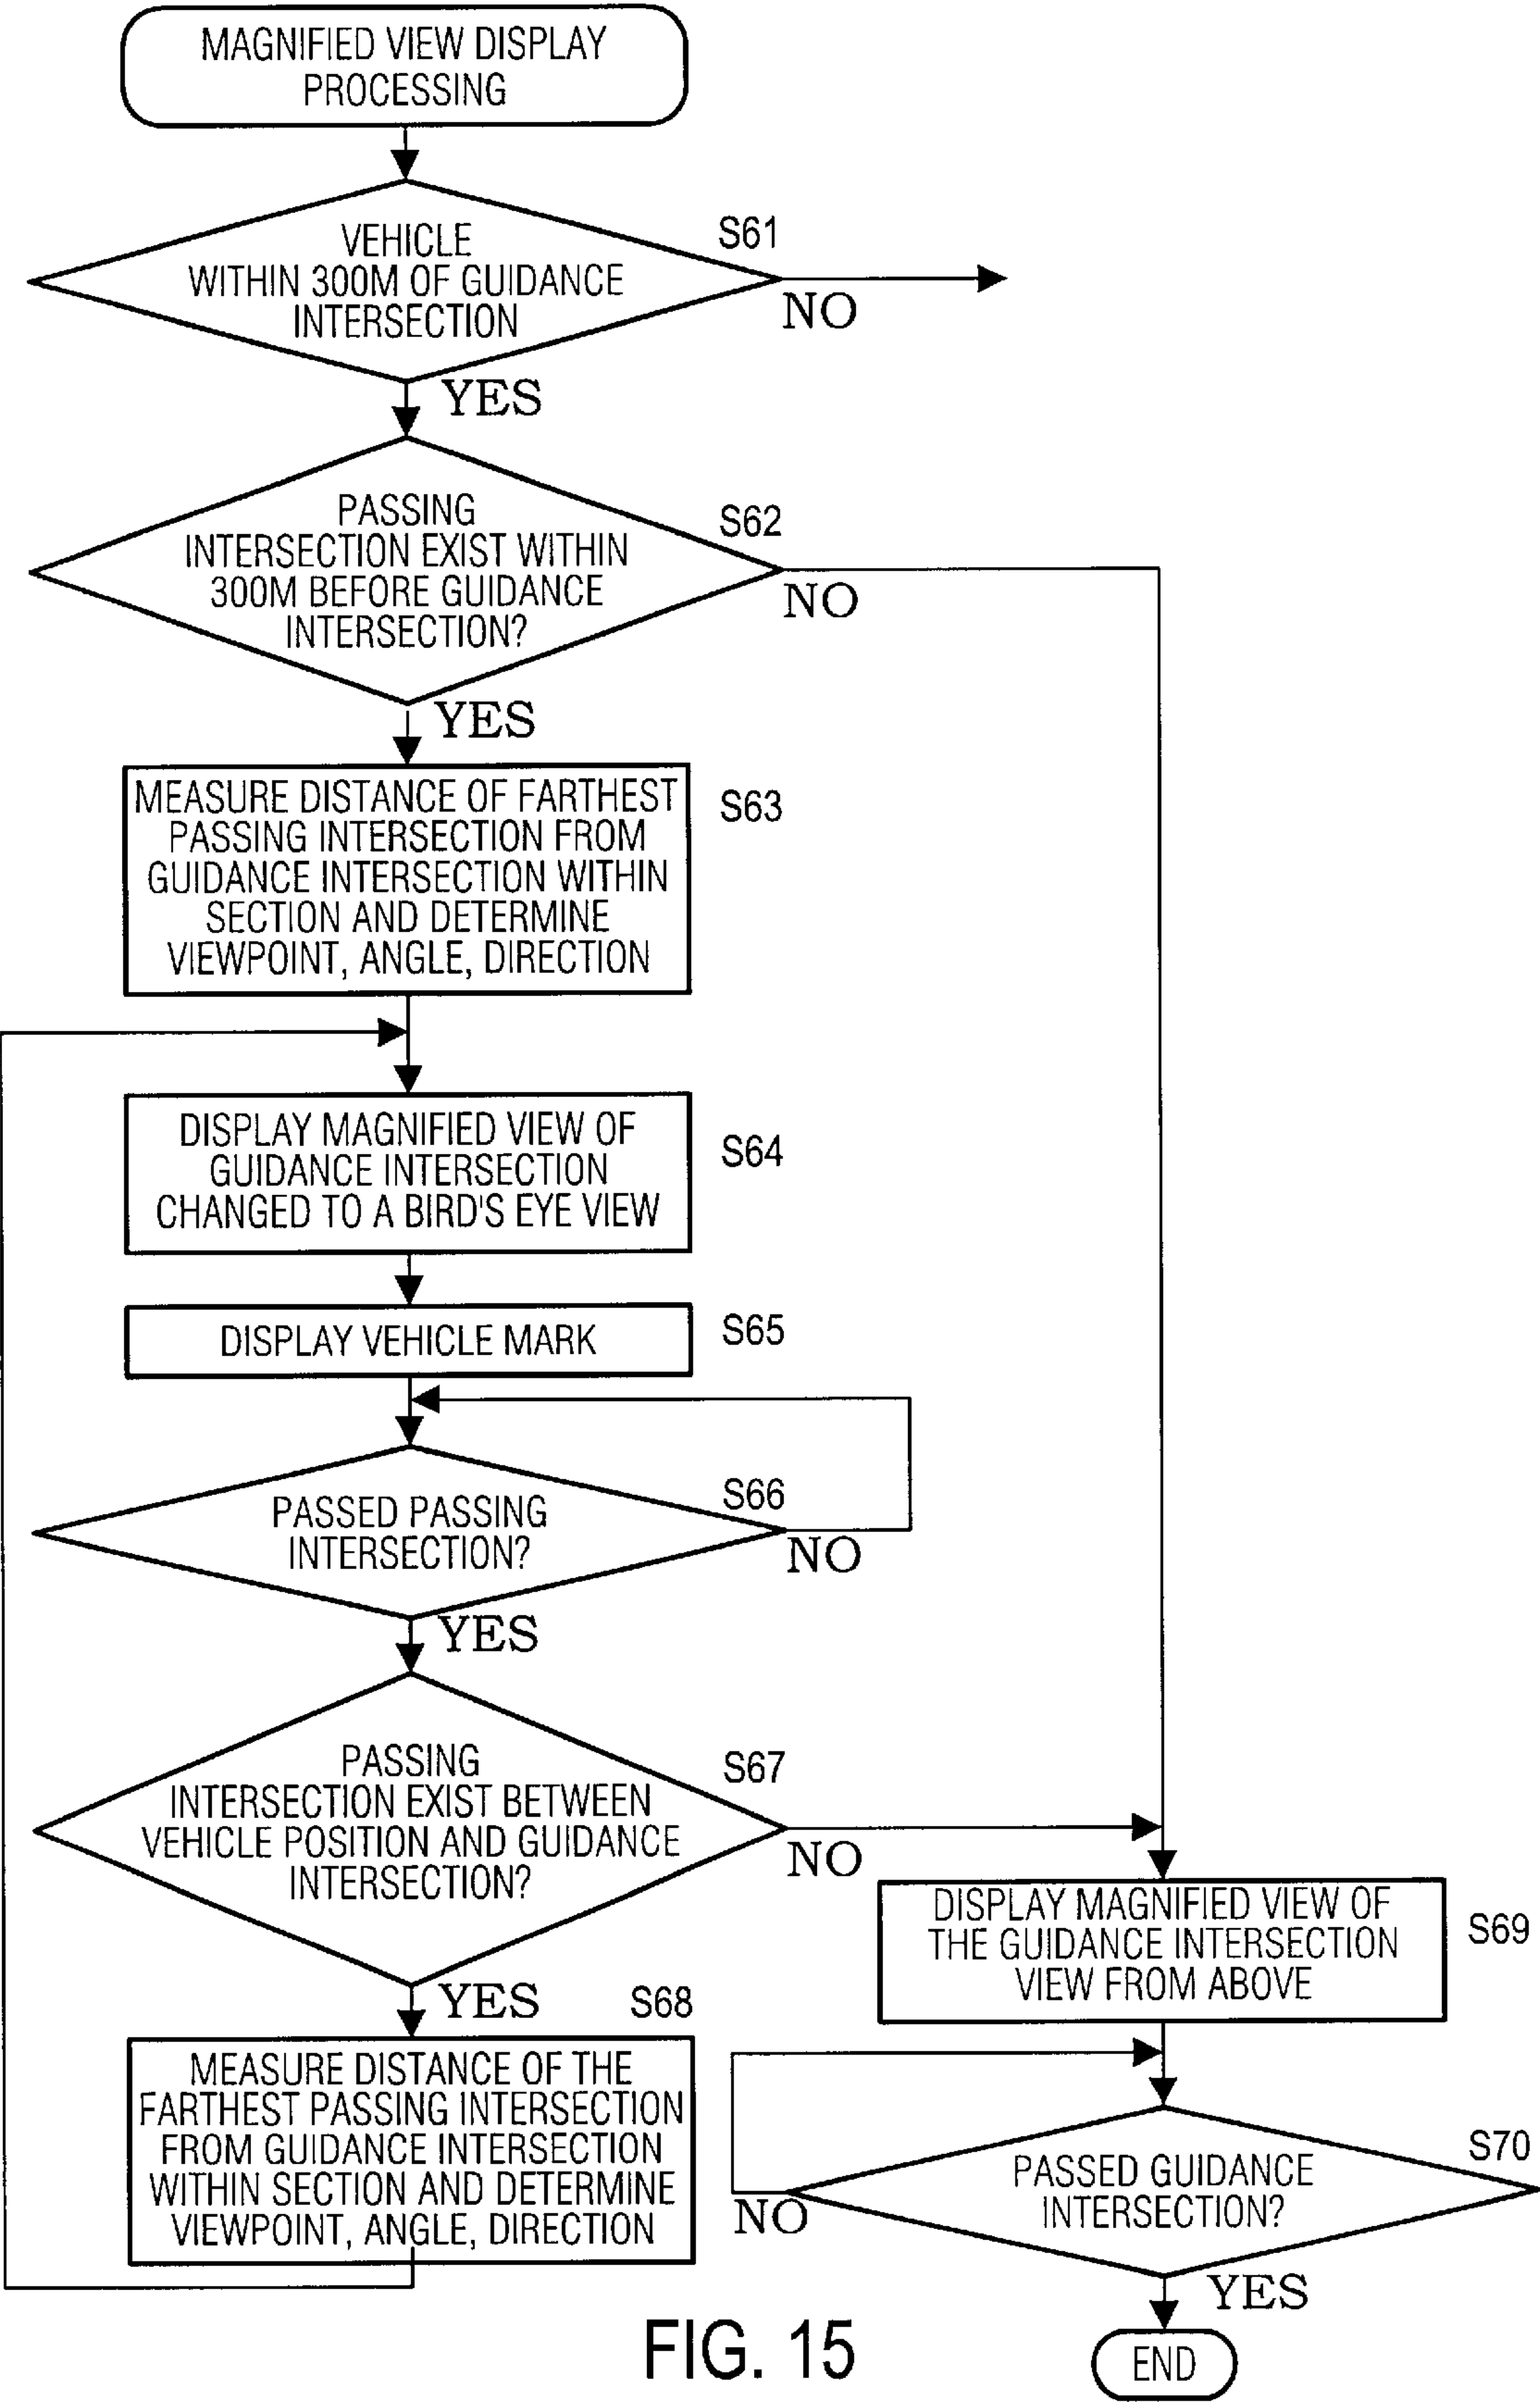 MAGNIFIED VIEW DISPLAY
PROCESSING
VEHICLE
WITHIN 300M OF GUIDANCE
INTERSECTION
S61
NO
YES
PASSING
INTERSECTION EXIST WITHIN
300M BEFORE GUIDANCE
INTERSECTION?
S62
NO
YES
MEASURE DISTANCE OF FARTHEST
PASSING INTERSECTION FROM
GUIDANCE INTERSECTION WITHIN
SECTION AND DETERMINE
VIEWPOINT, ANGLE, DIRECTION
S63
DISPLAY MAGNIFIED VIEW OF
GUIDANCE INTERSECTION
CHANGED TO A BIRD'S EYE VIEW
S64
DISPLAY VEHICLE MARK
S65
PASSED PASSING
INTERSECTION?
S66
NO
YES
PASSING
INTERSECTION EXIST BETWEEN
VEHICLE POSITION AND GUIDANCE
INTERSECTION?
S67
NO
YES
S68
MEASURE DISTANCE OF THE
FARTHEST PASSING INTERSECTION
FROM GUIDANCE INTERSECTION
WITHIN SECTION AND DETERMINE
VIEWPOINT, ANGLE, DIRECTION
DISPLAY MAGNIFIED VIEW OF
THE GUIDANCE INTERSECTION
VIEW FROM ABOVE
S69
PASSED GUIDANCE
INTERSECTION?
S70
NO
YES
END
FIG. 15